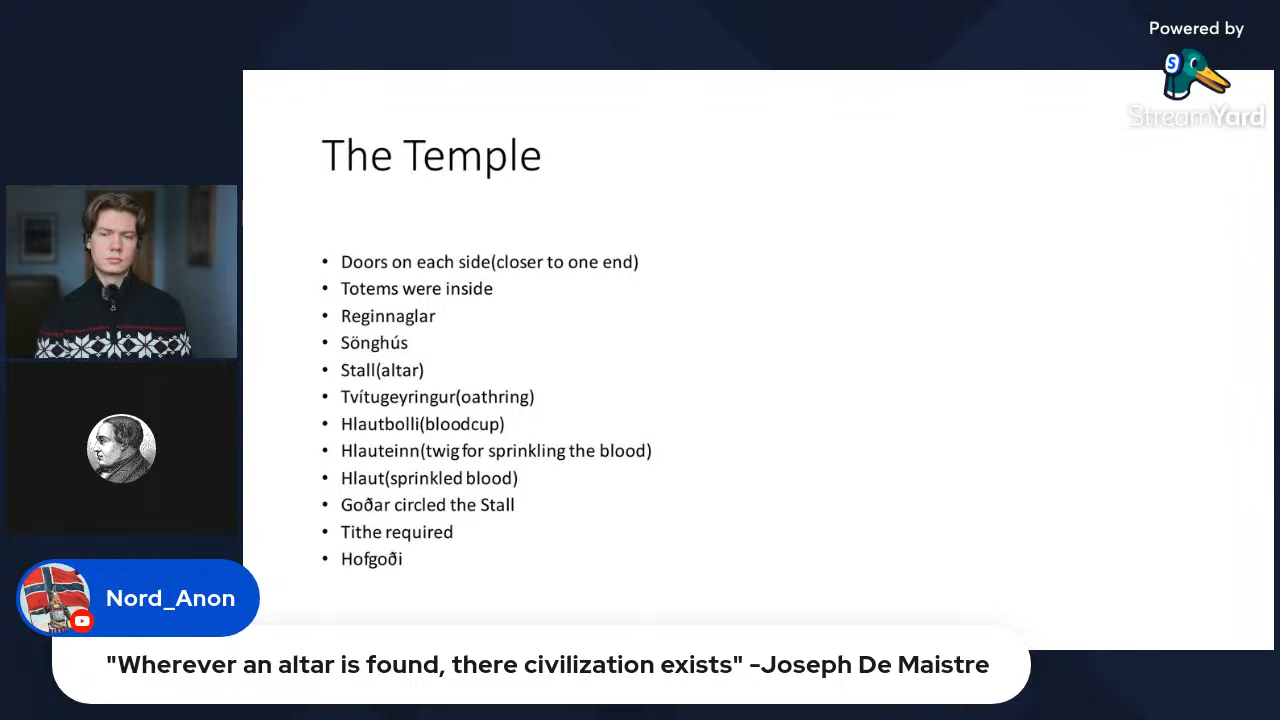 Powered by
StreamYard
The Temple
• Doors on each side(closer to one end)
• Totems were inside
• Reginnaglar
• Sönghús
• Stall(altar)
• Tvítugeyringur(oathring)
• Hlautbolli(bloodcup)
• Hlauteinn(twig for sprinkling the blood)
• Hlaut(sprinkled blood)
• Goðar circled the Stall
• Tithe required
• Hofgoði
Nord_Anon
"Wherever an altar is found, there civilization exists" -Joseph De Maistre